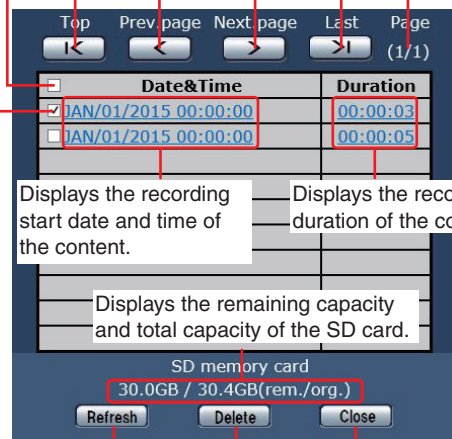 Top Prev.page Next.page Last Page
(1/1)
Date&Time Duration
JAN/01/2015 00:00:00 00:00:03
JAN/01/2015 00:00:00 00:00:05
Displays the recording
start date and time of
the content.
Displays the
duration of the
Displays the remaining capacity
and total capacity of the SD card.
SD memory card
30.0GB / 30.4GB(rem./org.)
Refresh Delete Close